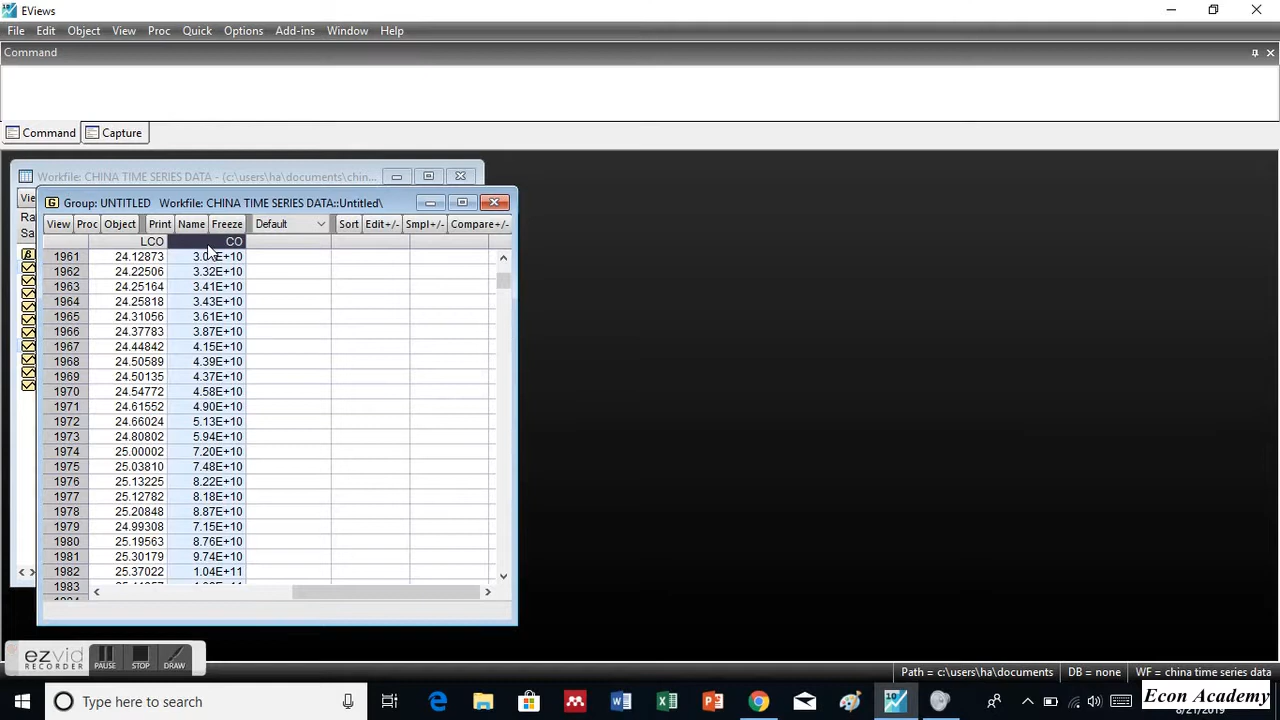 EViews
File Edit Object View Proc Quick Options Add-ins Window Help
Command
Command Capture
Workfile: CHINA TIME SERIES DATA - (c:\users\ha\documents\chin...
Group: UNTITLED Workfile: CHINA TIME SERIES DATA::Untitled\
View Proc Object Print Name Freeze Default Sort Edit+/- Smpl+/- Compare+/-
LCO CO
1961 24.12873
1962 24.22506 3.32E+10
1963 24.25164 3.41E+10
1964 24.25818 3.43E+10
1965 24.31056 3.61E+10
1966 24.37783 3.87E+10
1967 24.44842 4.15E+10
1968 24.50589 4.39E+10
1969 24.50135 4.37E+10
1970 24.54772 4.58E+10
1971 24.61552 4.90E+10
1972 24.66024 5.13E+10
1973 24.80802 5.94E+10
1974 25.00002 7.20E+10
1975 25.03810 7.48E+10
1976 25.13225 8.22E+10
1977 25.12782 8.18E+10
1978 25.20848 8.87E+10
1979 24.99308 7.15E+10
1980 25.19563 8.76E+10
1981 25.30179 9.74E+10
1982 25.37022 1.04E+11
1983
ezvid
RECORDER
PAUSE STOP DRAW
Path = c:\users\ha\documents DB = none WF = china time series data
Type here to search
Econ Academy
8/21/2019